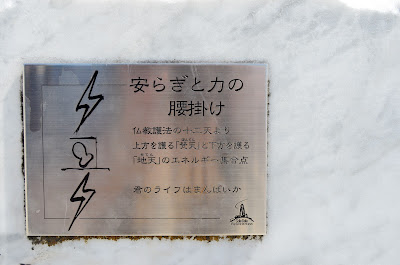 安らぎと力の
腰掛け
仏教護法の十二天より
上方を護る「梵天」と下方を護る
「地天」のエネルギー集合点
君のライフはまんぱいか